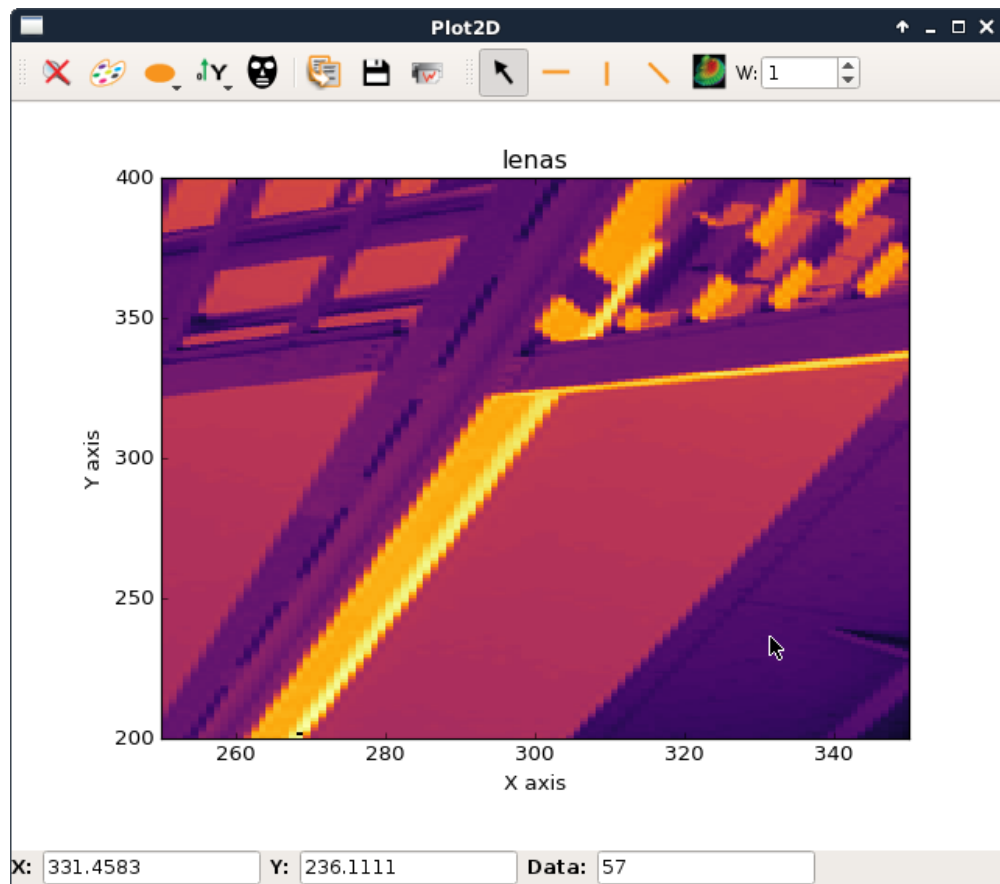 Plot2D
W: 1
lenas
400
350
300
250
200
Y axis
260 280 300 320 340
X axis
X: 331.4583 Y: 236.1111 Data: 57